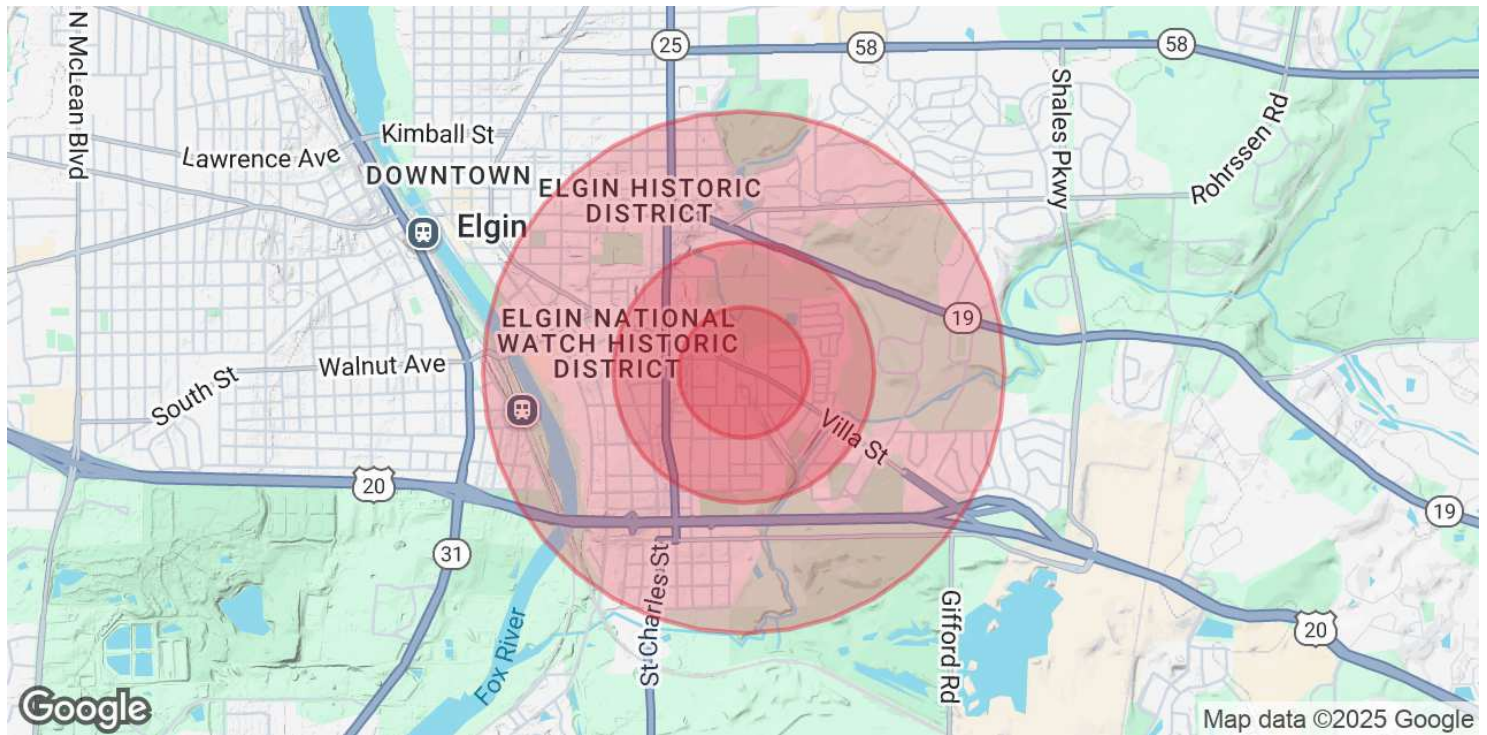 N McLean Blvd
25
58
58
Kimball St
Lawrence Ave
DOWNTOWN
ELGIN HISTORIC
DISTRICT
Shales Pkwy
Rohrssen Rd
Elgin
ELGIN NATIONAL
WATCH HISTORIC
DISTRICT
19
Walnut Ave
South St
Villa St
20
19
31
St Charles St
Fox River
Gifford Rd
20
Google
Map data ©2025 Google